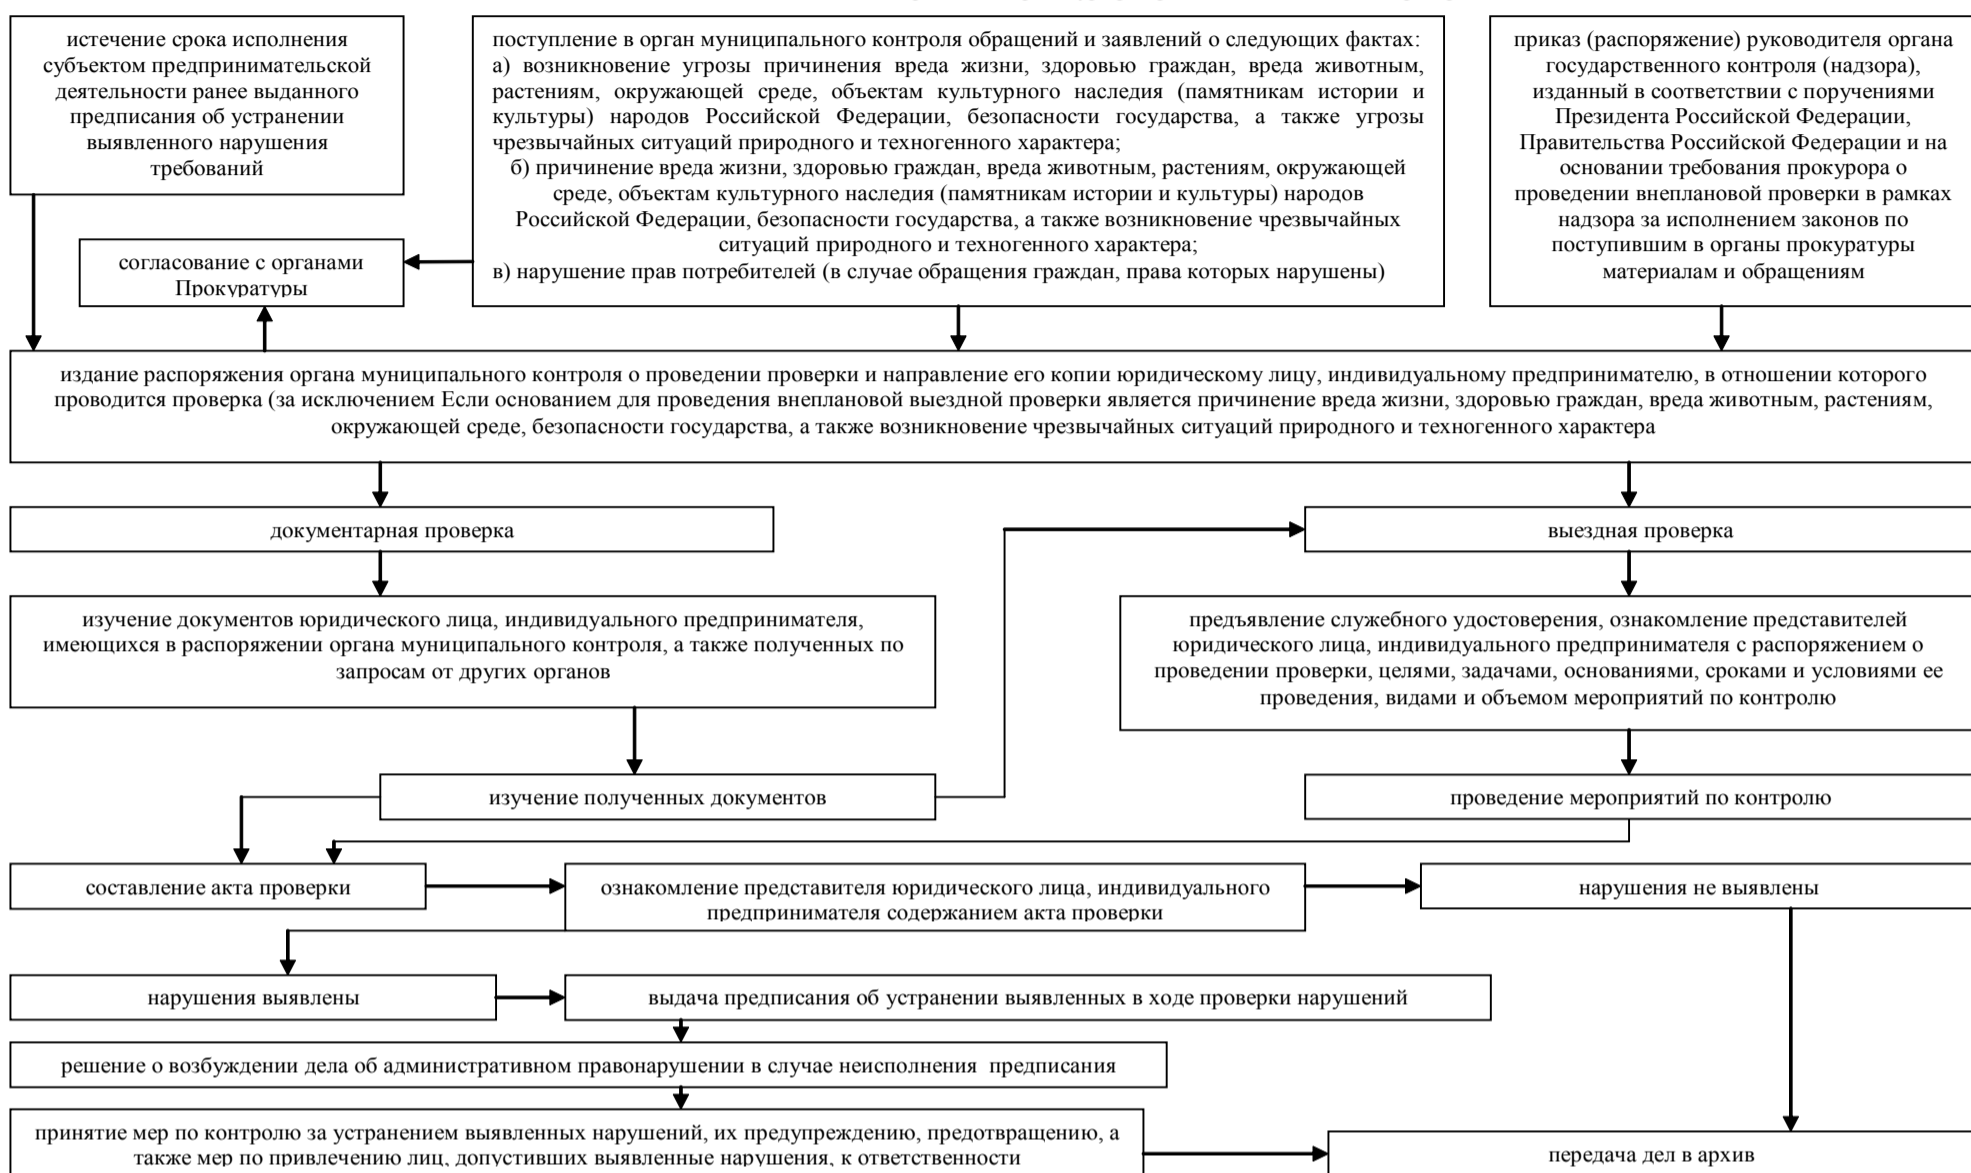 истечение срока исполнения
субъектом предпринимательской
деятельности ранее выданного
предписания об устранении
выявленного нарушения
требований
поступление в орган муниципального контроля обращений и заявлений о следующих фактах:
а) возникновение угрозы причинения вреда жизни, здоровью граждан, вреда животным,
растениям, окружающей среде, объектам культурного наследия (памятникам истории и
культуры) народов Российской Федерации, безопасности государства, а также угрозы
чрезвычайных ситуаций природного и техногенного характера;
б) причинение вреда жизни, здоровью граждан, вреда животным, растениям, окружающей
среде, объектам культурного наследия (памятникам истории и культуры) народов
Российской Федерации, безопасности государства, а также возникновение чрезвычайных
ситуаций природного и техногенного характера;
в) нарушение прав потребителей (в случае обращения граждан, права которых нарушены)
приказ (распоряжение) руководителя органа
государственного контроля (надзора),
изданный в соответствии с поручениями
Президента Российской Федерации,
Правительства Российской Федерации и на
основании требования прокурора о
проведении внеплановой проверки в рамках
надзора за исполнением законов по
поступившим в органы прокуратуры
материалам и обращениям
согласование с органами
Прокуратуры
издание распоряжения органа муниципального контроля о проведении проверки и направление его копии юридическому лицу, индивидуальному предпринимателю, в отношении которого
проводится проверка (за исключением Если основанием для проведения внеплановой выездной проверки является причинение вреда жизни, здоровью граждан, вреда животным, растениям,
окружающей среде, безопасности государства, а также возникновение чрезвычайных ситуаций природного и техногенного характера
документарная проверка
выездная проверка
изучение документов юридического лица, индивидуального предпринимателя,
имеющихся в распоряжении органа муниципального контроля, а также полученных по
запросам от других органов
предъявление служебного удостоверения, ознакомление представителей
юридического лица, индивидуального предпринимателя с распоряжением о
проведении проверки, целями, задачами, основаниями, сроками и условиями ее
проведения, видами и объемом мероприятий по контролю
изучение полученных документов
проведение мероприятий по контролю
составление акта проверки
ознакомление представителя юридического лица, индивидуального
предпринимателя содержанием акта проверки
нарушения не выявлены
нарушения выявлены
выдача предписания об устранении выявленных в ходе проверки нарушений
решение о возбуждении дела об административном правонарушении в случае неисполнения предписания
принятие мер по контролю за устранением выявленных нарушений, их предупреждению, предотвращению, а
также мер по привлечению лиц, допустивших выявленные нарушения, к ответственности
передача дел в архив